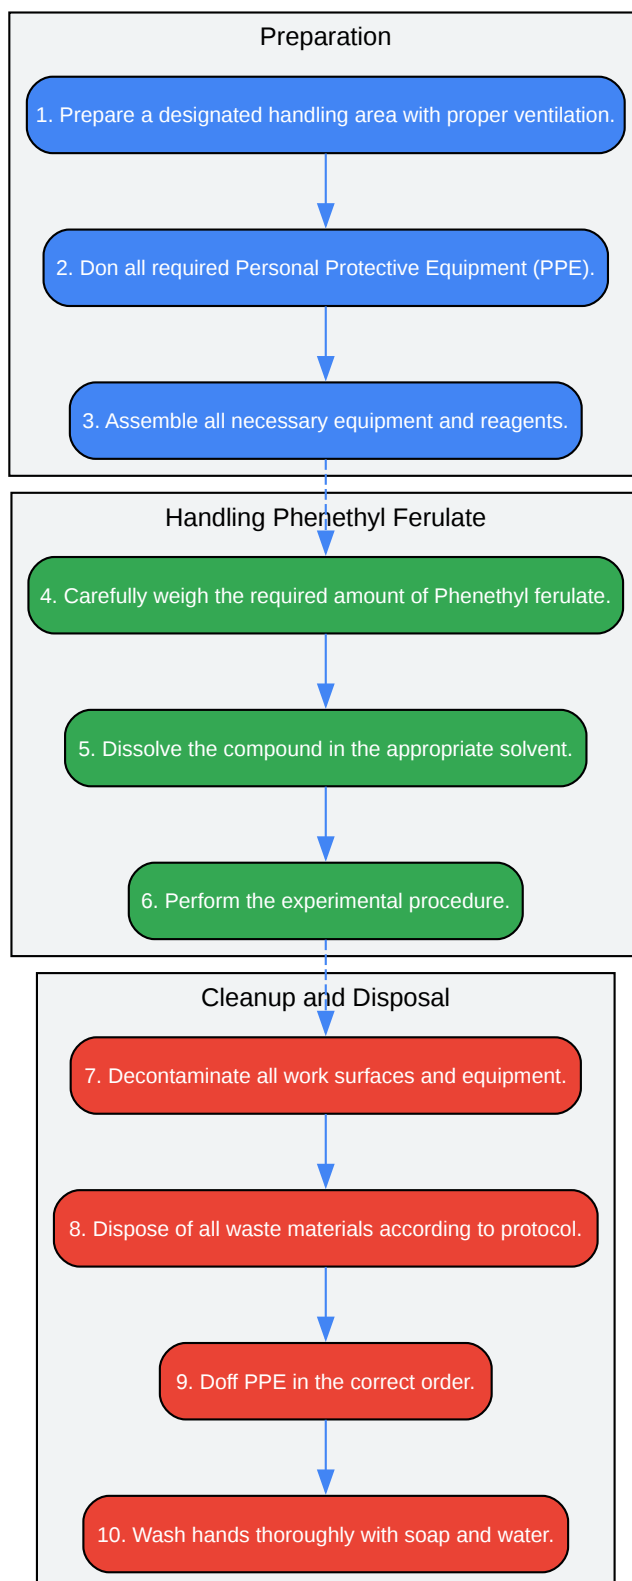 Preparation
1. Prepare a designated handling area with proper ventilation.
2. Don all required Personal Protective Equipment (PPE).
3. Assemble all necessary equipment and reagents.
Handling Phenethyl Ferulate
4. Carefully weigh the required amount of Phenethyl ferulate.
5. Dissolve the compound in the appropriate solvent.
6. Perform the experimental procedure.
Cleanup and Disposal
7. Decontaminate all work surfaces and equipment.
8. Dispose of all waste materials according to protocol.
9. Doff PPE in the correct order.
10. Wash hands thoroughly with soap and water.